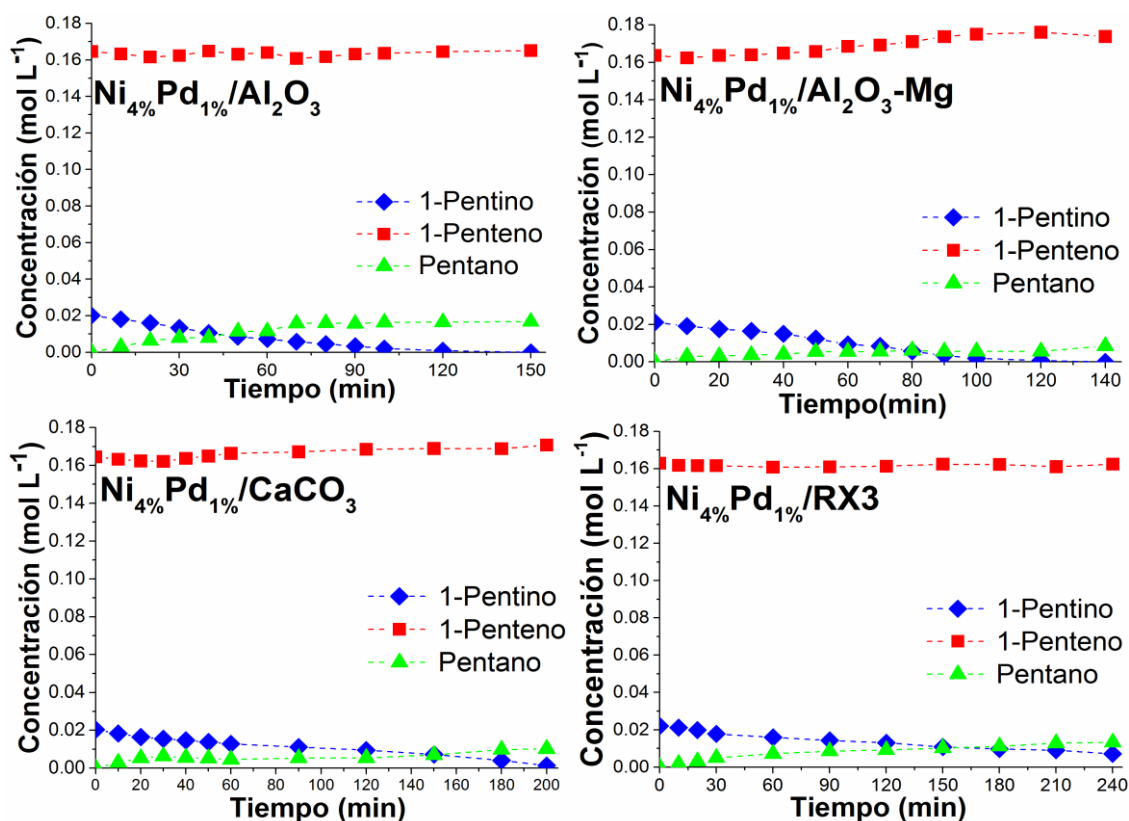 0.18
0.16
0.14
0.12
0.10
0.08
0.06
0.04
0.02
0.00
Concentración (mol L⁻¹)
Ni4%Pd1%/Al2O3
1-Pentino
1-Penteno
Pentano
0 30 60 90 120 150
Tiempo (min)
0.18
0.16
0.14
0.12
0.10
0.08
0.06
0.04
0.02
0.00
Concentración (mol L⁻¹)
Ni4%Pd1%/Al2O3-Mg
1-Pentino
1-Penteno
Pentano
0 20 40 60 80 100 120 140
Tiempo(min)
0.18
0.16
0.14
0.12
0.10
0.08
0.06
0.04
0.02
0.00
Concentración (mol L⁻¹)
Ni4%Pd1%/CaCO3
1-Pentino
1-Penteno
Pentano
0 20 40 60 80 100 120 140 160 180 200
Tiempo (min)
0.18
0.16
0.14
0.12
0.10
0.08
0.06
0.04
0.02
0.00
Concentración (mol L⁻¹)
Ni4%Pd1%/RX3
1-Pentino
1-Penteno
Pentano
0 30 60 90 120 150 180 210 240
Tiempo (min)